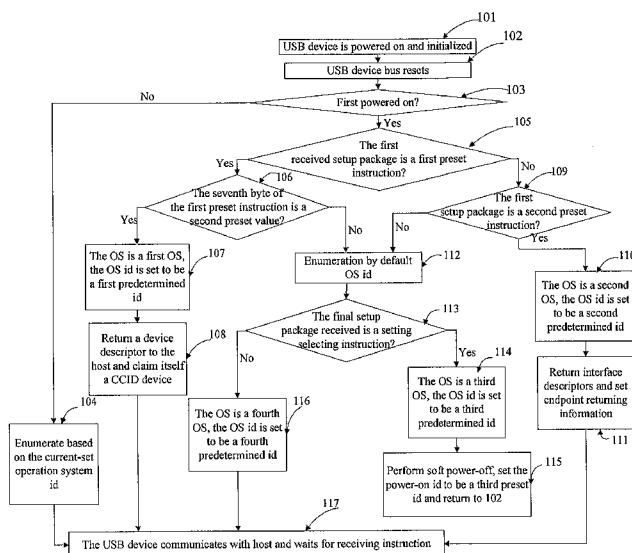 101
USB device is powered on and initialized
102
USB device bus resets
103
No
First powered on?
Yes
105
The first
received setup package is a first preset
instruction?
Yes
No
106
The seventh byte of
the first preset instruction is a
second preset value?
109
The first
setup package is a second preset
instruction?
Yes
No
No
Yes
107
The OS is a first OS,
the OS id is set to be
a first predetermined
id
Enumeration by default
OS id
112
110
The OS is a second
OS, the OS id is set
to be a second
predetermined id
113
The final setup
package received is a setting
selecting instruction?
108
Return a device
descriptor to the
host and claim itself
a CCID device
No
Yes
114
The OS is a third
OS, the OS id is set
to be a third
predetermined id
Return interface
descriptors and set
endpoint returning
information
111
104
Enumerate based
on the current-set
operation system
id
116
The OS is a fourth
OS, the OS id is set
to be a fourth
predetermined id
Perform soft power-off, set the
power-on id to be a third preset
id and return to 102
115
117
The USB device communicates with host and waits for receiving instruction